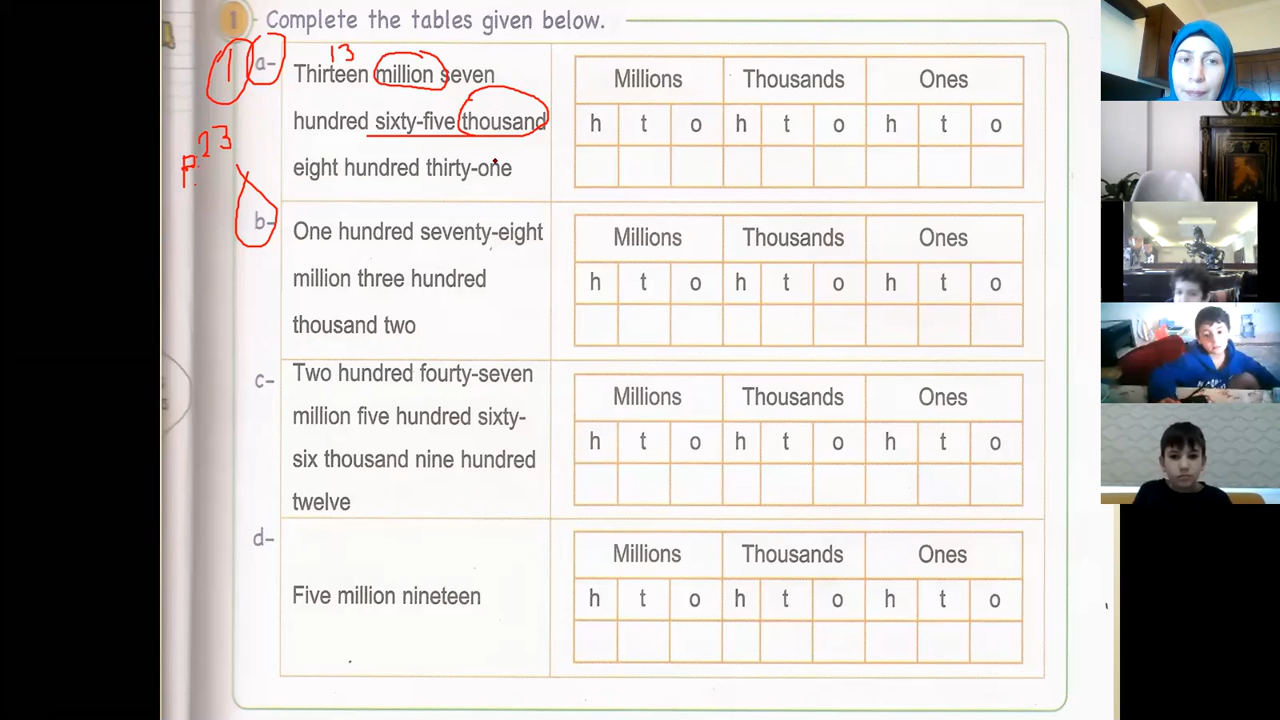 1 Complete the tables given below.
1 a-
13
Thirteen million seven
hundred sixty-five thousand
eight hundred thirty-one
Millions Thousands Ones
h t o h t o h t o
P. 23
b-
One hundred seventy-eight
million three hundred
thousand two
Millions Thousands Ones
h t o h t o h t o
c-
Two hundred fourty-seven
million five hundred sixty-
six thousand nine hundred
twelve
Millions Thousands Ones
h t o h t o h t o
d-
Five million nineteen
Millions Thousands Ones
h t o h t o h t o